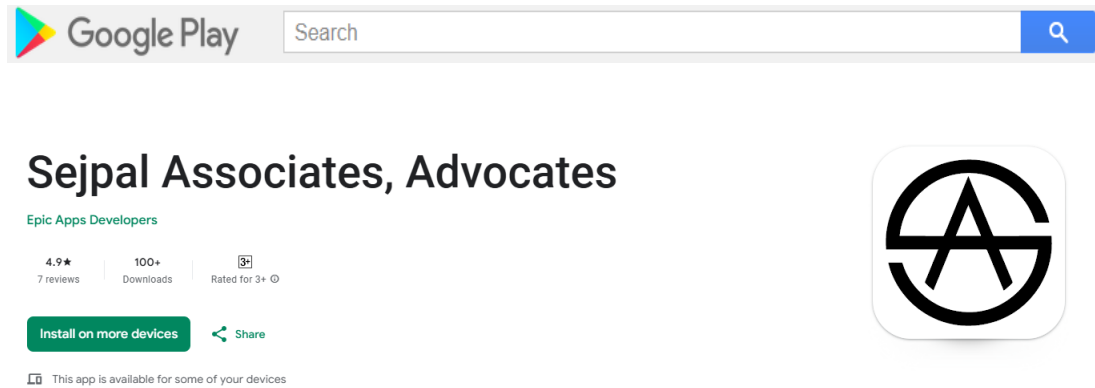 Google Play Search
Sejpal Associates, Advocates
Epic Apps Developers
4.9★ 100+ 3+
7 reviews Downloads Rated for 3+
Install on more devices Share
This app is available for some of your devices